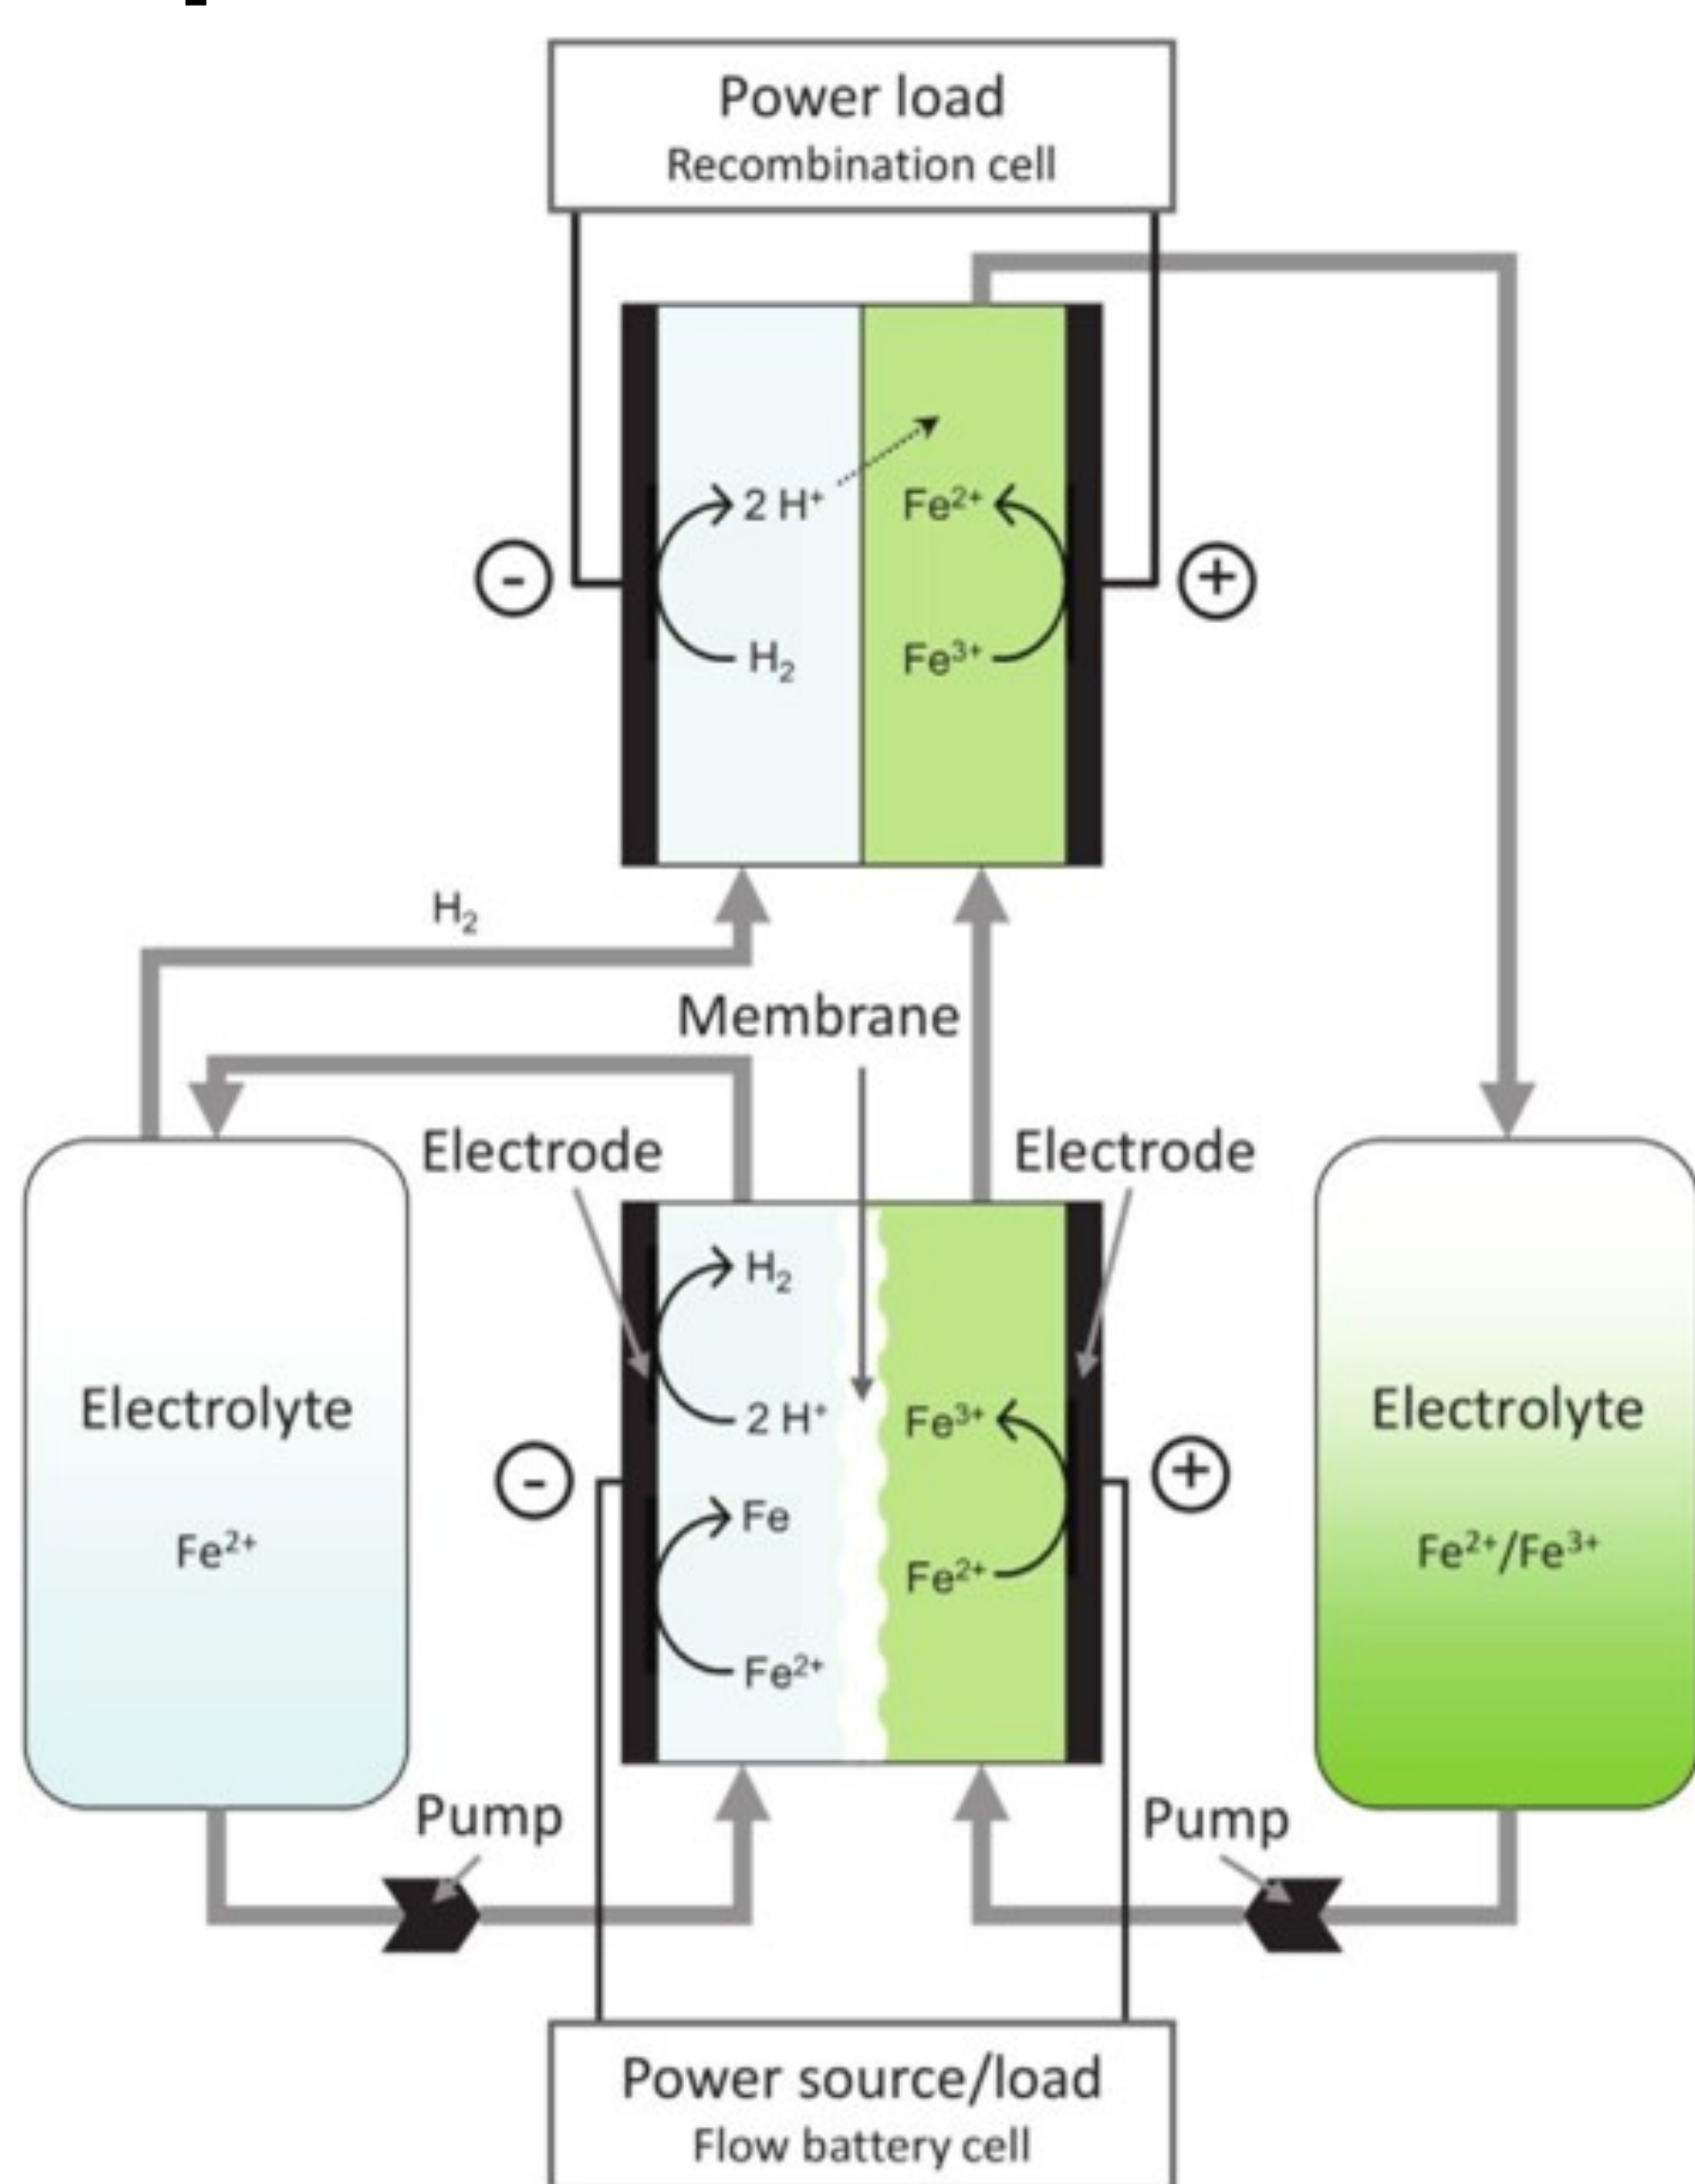 Power load
Recombination cell
2 H⁺
Fe²⁺
-
+
H₂
Fe³⁺
H₂
Membrane
Electrode
Electrode
H₂
Electrolyte
Electrolyte
2 H⁺
Fe³⁺
-
+
Fe
Fe²⁺
Fe²⁺/Fe³⁺
Fe²⁺
Fe²⁺
Pump
Pump
Power source/load
Flow battery cell